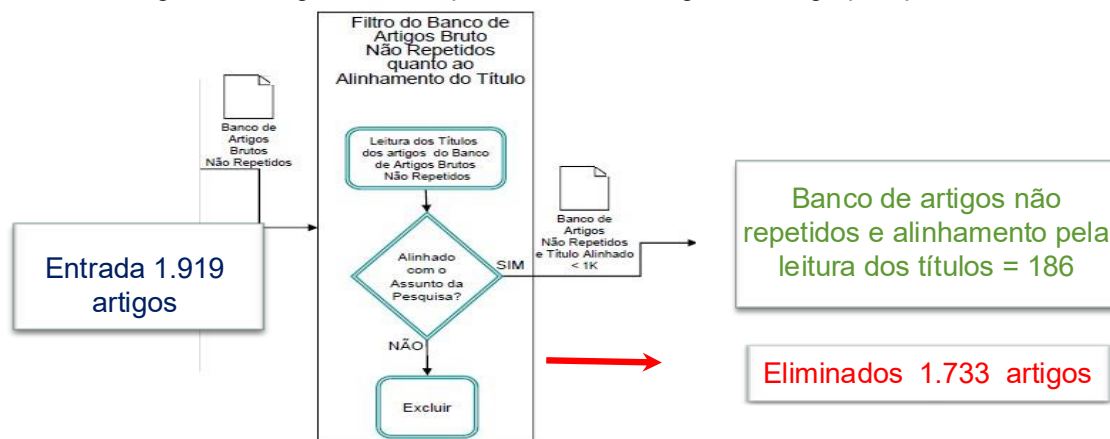 Filtro do Banco de
Artigos Bruto
Não Repetidos
quanto ao
Alinhamento do Título
Banco de
Artigos
Brutos
Não Repetidos
Leitura dos Títulos
dos artigos do Banco
de Artigos Brutos
Não Repetidos
Entrada 1.919
artigos
Alinhado
com o
Assunto da
Pesquisa?
SIM
Banco de
Artigos
Não Repetidos
e Título Alinhado
< 1K
Banco de artigos não
repetidos e alinhamento pela
leitura dos títulos = 186
NÃO
Excluir
Eliminados 1.733 artigos